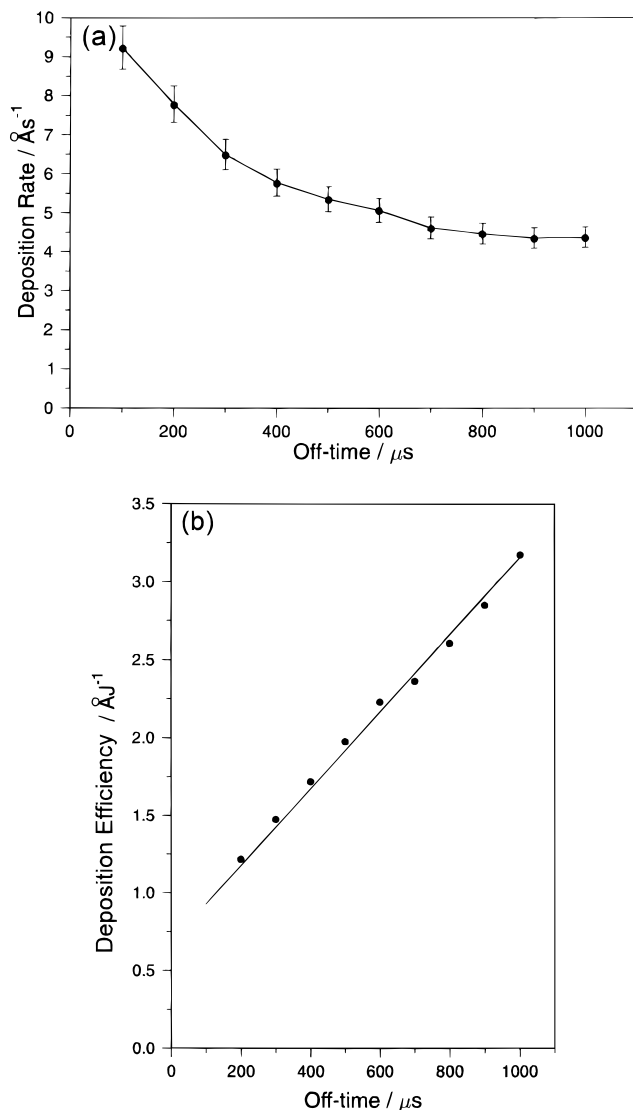 (a)
10
9
8
7
6
5
4
3
2
1
0
Deposition Rate / Ås⁻¹
0 200 400 600 800 1000
Off-time / μs
(b)
3.5
3.0
2.5
2.0
1.5
1.0
0.5
0.0
Deposition Efficiency / ÅJ⁻¹
0 200 400 600 800 1000
Off-time / μs